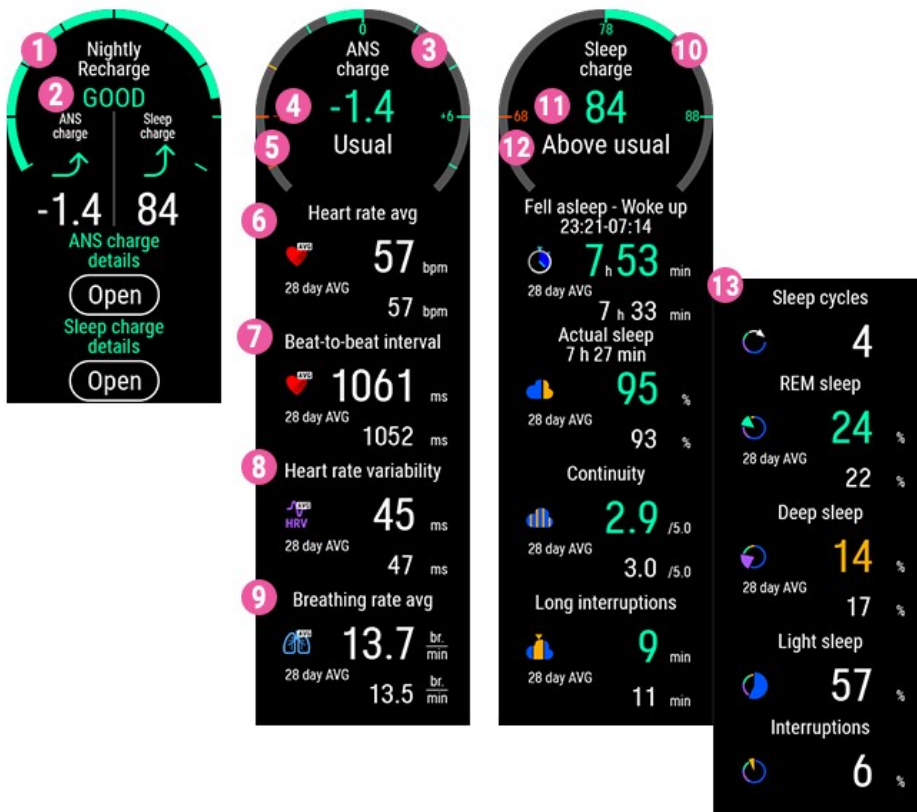 1
Nightly
Recharge
2
GOOD
ANS
charge
Sleep
charge
-1.4
84
ANS charge
details
Open
Sleep charge
details
Open
0
3
ANS
charge
4
-1.4
+6
5
Usual
6
Heart rate avg
AVG
57 bpm
28 day AVG
57 bpm
7
Beat-to-beat interval
AVG
1061 ms
28 day AVG
1052 ms
8
Heart rate variability
AVG
HRV
45 ms
28 day AVG
47 ms
9
Breathing rate avg
AVG
13.7 br. min
28 day AVG
13.5 br. min
78
10
Sleep
charge
68
11
84
88
12
Above usual
Fell asleep - Woke up
23:21-07:14
7 h 53 min
28 day AVG
7 h 33 min
Actual sleep
7 h 27 min
95 %
28 day AVG
93 %
Continuity
2.9 /5.0
28 day AVG
3.0 /5.0
Long interruptions
9 min
28 day AVG
11 min
13
Sleep cycles
4
REM sleep
24 %
28 day AVG
22 %
Deep sleep
14 %
28 day AVG
17 %
Light sleep
57 %
Interruptions
6 %